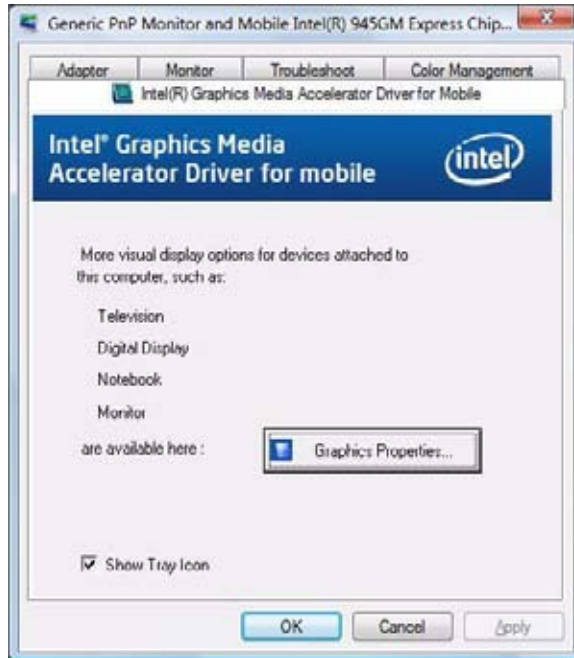 Generic PnP Monitor and Mobile Intel(R) 945GM Express Chip...
Adapter Monitor Troubleshoot Color Management
Intel(R) Graphics Media Accelerator Driver for Mobile
Intel® Graphics Media
Accelerator Driver for mobile
intel
More visual display options for devices attached to
this computer, such as:
Television
Digital Display
Notebook
Monitor
are available here :
Graphics Properties...
Show Tray Icon
OK Cancel Apply